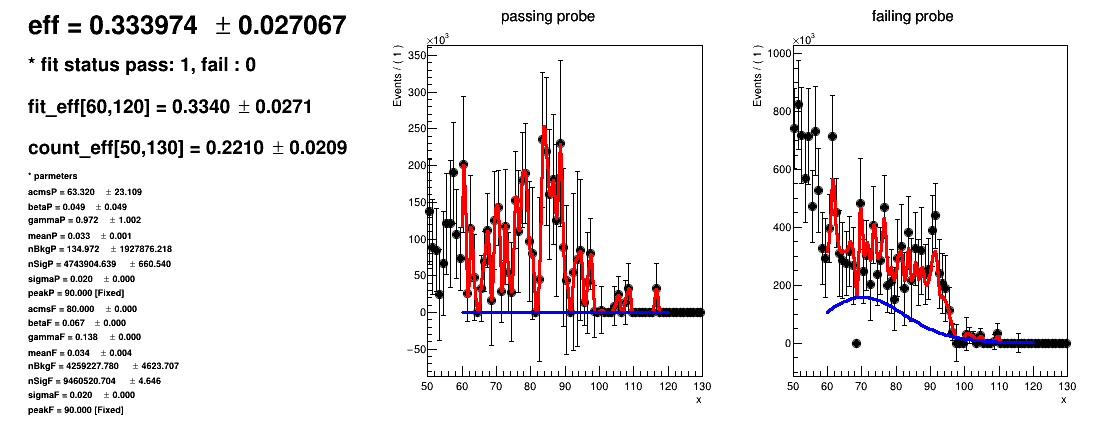 eff = 0.333974 ± 0.027067
* fit status pass: 1, fail : 0
fit_eff[60,120] = 0.3340 ± 0.0271
count_eff[50,130] = 0.2210 ± 0.0209
* parmeters
acmsP = 63.320 ± 23.109
betaP = 0.049 ± 0.049
gammaP = 0.972 ± 1.002
meanP = 0.033 ± 0.001
nBkgP = 134.972 ± 1927876.218
nSigP = 4743904.639 ± 660.540
sigmaP = 0.020 ± 0.000
peakP = 90.000 [Fixed]
acmsF = 80.000 ± 0.000
betaF = 0.067 ± 0.000
gammaF = 0.138 ± 0.000
meanF = 0.034 ± 0.004
nBkgF = 4259227.780 ± 4623.707
nSigF = 9460520.704 ± 4.646
sigmaF = 0.020 ± 0.000
peakF = 90.000 [Fixed]
passing probe
×10³
Events / ( 1 )
350
300
250
200
150
100
50
0
−50
50 60 70 80 90 100 110 120 130
x
failing probe
×10³
Events / ( 1 )
1000
800
600
400
200
0
50 60 70 80 90 100 110 120 130
x